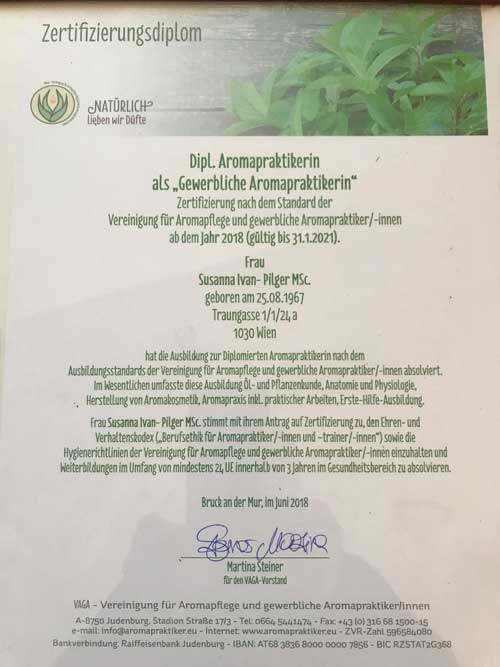 Zertifizierungsdiplom
NATÜRLICH
lieben wir Düfte
Dipl. Aromapraktikerin
als „Gewerbliche Aromapraktikerin“
Zertifizierung nach dem Standard der
Vereinigung für Aromapflege und gewerbliche Aromapraktiker/-innen
ab dem Jahr 2018 (gültig bis 31.1.2021).
Frau
Susanna Ivan- Pilger MSc.
geboren am 25.08.1967
Traungasse 1/1/24 a
1030 Wien
hat die Ausbildung zur Diplomierten Aromapraktikerin nach dem
Ausbildungsstandards der Vereinigung für Aromapflege und gewerbliche Aromapraktiker/-innen absolviert.
Im Wesentlichen umfasste diese Ausbildung Öl- und Pflanzenkunde, Anatomie und Physiologie,
Herstellung von Aromakosmetik, Aromapraxis inkl. praktischer Arbeiten, Erste-Hilfe-Ausbildung.
Frau Susanna Ivan- Pilger MSc. stimmt mit ihrem Antrag auf Zertifizierung zu, den Ehren- und
Verhaltenskodex („Berufsethik für Aromapraktiker/-innen und –trainer/-innen“) sowie die
Hygienerichtlinien der Vereinigung für Aromapflege und gewerbliche Aromapraktiker/-innen einzuhalten und
Weiterbildungen im Umfang von mindestens 24 UE innerhalb von 3 Jahren im Gesundheitsbereich zu absolvieren.
Bruck an der Mur, im Juni 2018
Martina Steiner
für den VAGA-Vorstand
VAGA – Vereinigung für Aromapflege und gewerbliche Aromapraktiker/innen
A-8750 Judenburg, Stadion Straße 17/3 - Tel: 0664 5441474 - Fax: +43 (0) 316 68 1500-15
e-mail: info@aromapraktiker.eu - Internet: www.aromapraktiker.eu - ZVR-Zahl 596584080
Bankverbindung: Raiffeisenbank Judenburg - IBAN: AT68 3836 8000 0000 7856 - BIC RZSTAT2G368